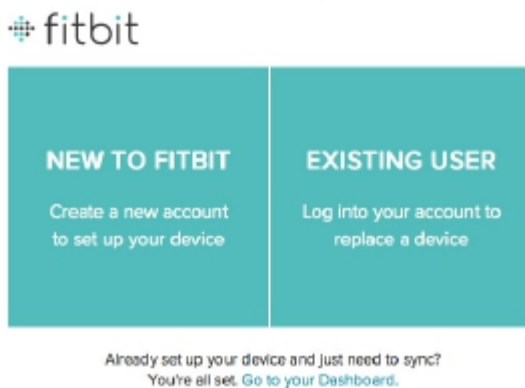 fitbit
NEW TO FITBIT
Create a new account
to set up your device
EXISTING USER
Log into your account to
replace a device
Already set up your device and just need to sync?
You're all set. Go to your Dashboard.